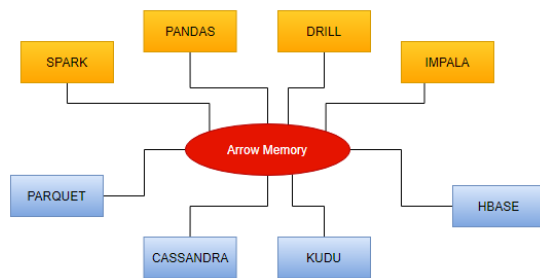 PANDAS
DRILL
SPARK
IMPALA
Arrow Memory
PARQUET
HBASE
CASSANDRA
KUDU